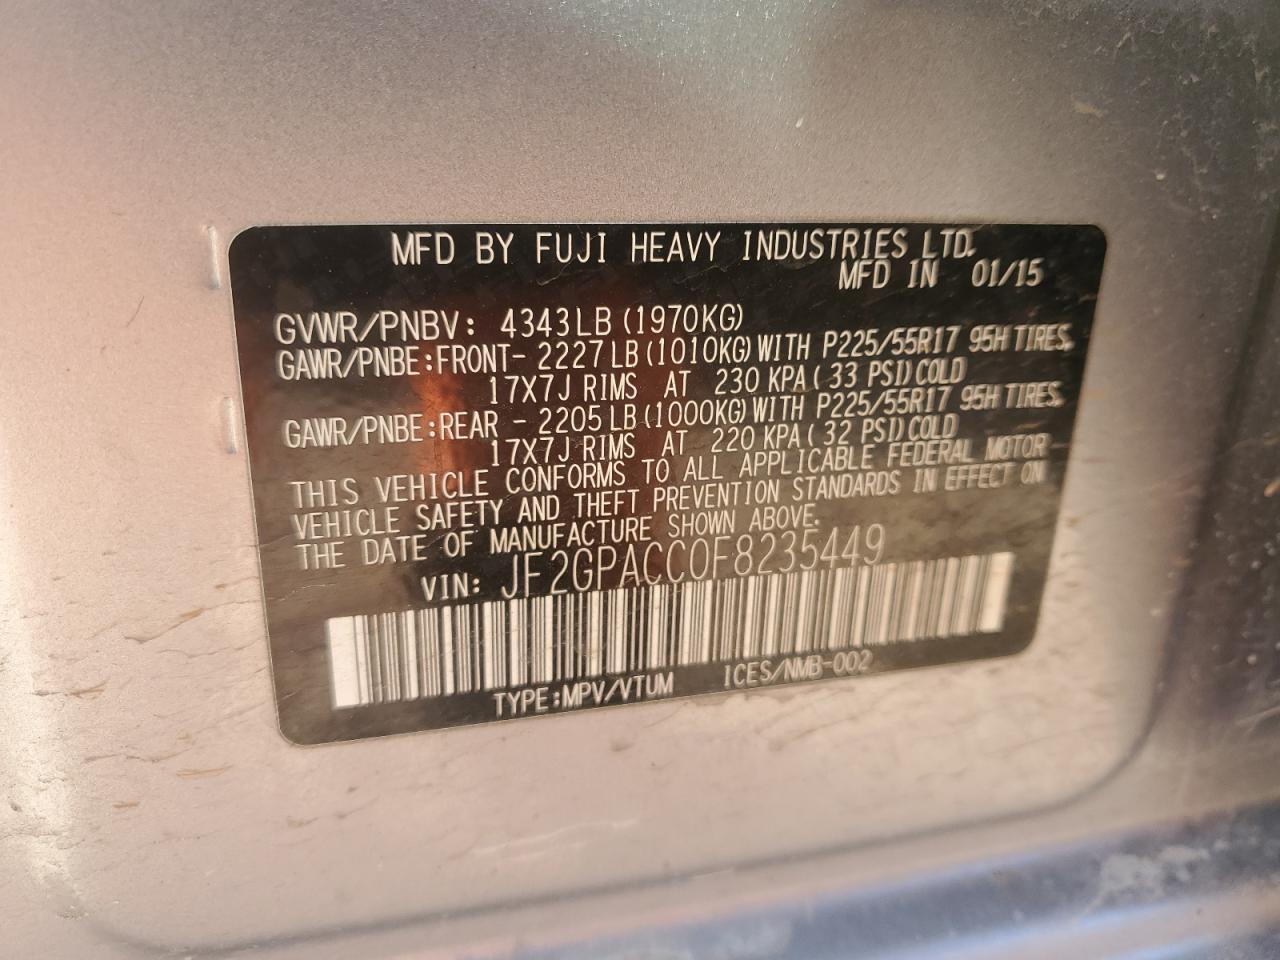 MFD BY FUJI HEAVY INDUSTRIES LTD.
MFD IN 01/15
GVWR/PNBV: 4343LB (1970KG)
GAWR/PNBE:FRONT- 2227 LB (1010KG) WITH P225/55R17 95H TIRES,
17X7J RIMS AT 230 KPA ( 33 PSI) COLD
GAWR/PNBE:REAR - 2205 LB (1000KG) WITH P225/55R17 95H TIRES,
17X7J RIMS AT 220 KPA ( 32 PSI) COLD
THIS VEHICLE CONFORMS TO ALL APPLICABLE FEDERAL MOTOR
VEHICLE SAFETY AND THEFT PREVENTION STANDARDS IN EFFECT ON
THE DATE OF MANUFACTURE SHOWN ABOVE.
VIN: JF2GPACC0F8235449
TYPE:MPV/VTUM ICES/NMB-002